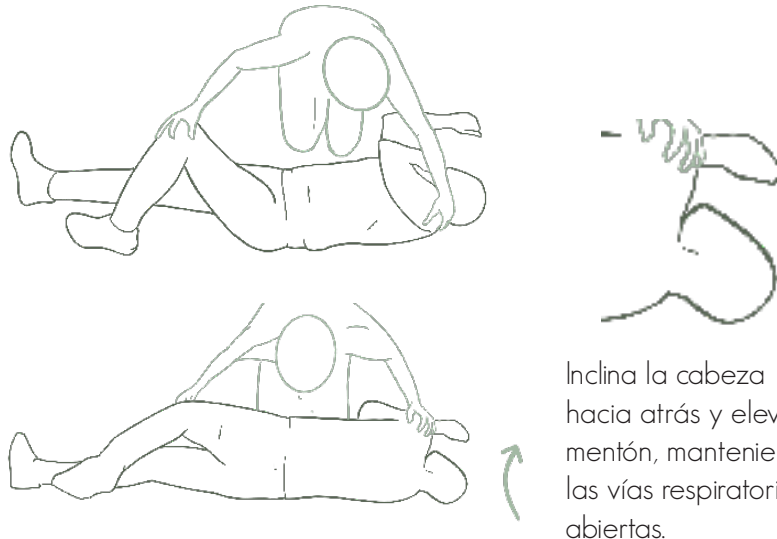 Inclina la cabeza
hacia atrás y elev
mentón, mantenie
las vías respiratori
abiertas.